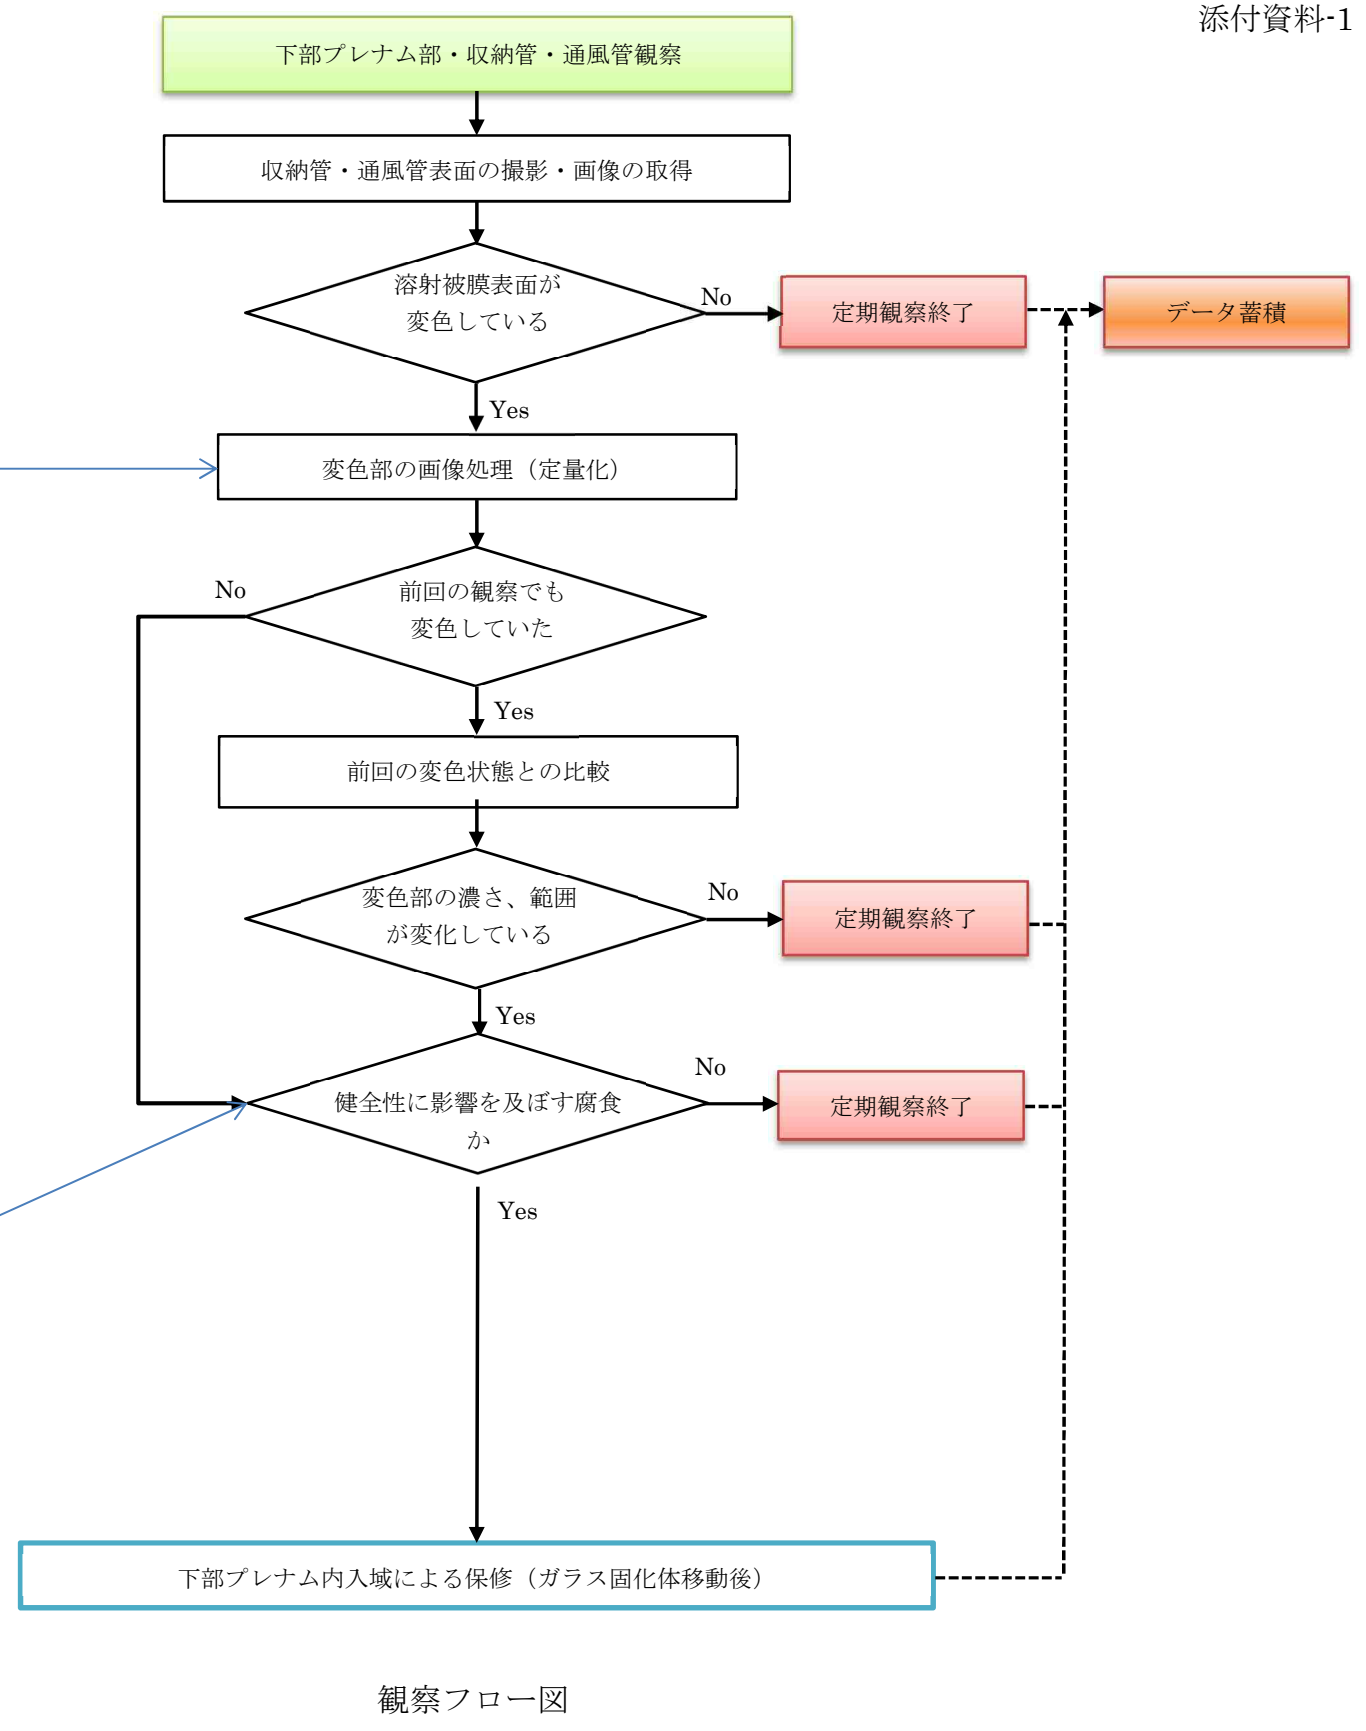 添付資料-1
下部プレナム部・収納管・通風管観察
収納管・通風管表面の撮影・画像の取得
溶射被膜表面が
変色している
No
定期観察終了
データ蓄積
Yes
変色部の画像処理（定量化）
No
前回の観察でも
変色していた
Yes
前回の変色状態との比較
変色部の濃さ、範囲
が変化している
No
定期観察終了
Yes
健全性に影響を及ぼす腐食
か
No
定期観察終了
Yes
下部プレナム内入域による保修（ガラス固化体移動後）
観察フロー図